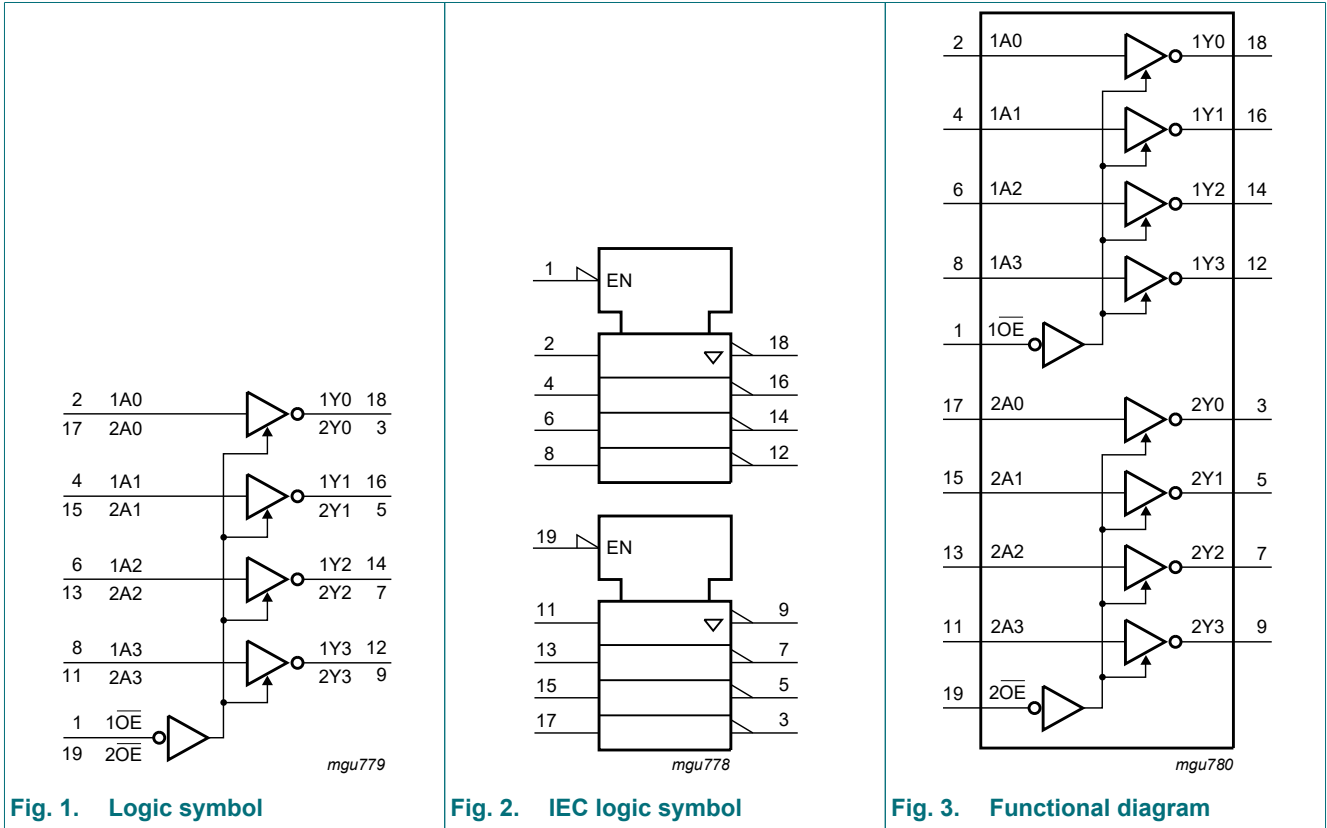 2 1A0 1Y0 18
17 2A0 2Y0 3
4 1A1 1Y1 16
15 2A1 2Y1 5
6 1A2 1Y2 14
13 2A2 2Y2 7
8 1A3 1Y3 12
11 2A3 2Y3 9
1 1O̅E̅
19 2O̅E̅
mgu779
Fig. 1. Logic symbol
1 EN
2 18
4 16
6 14
8 12
19 EN
11 9
13 7
15 5
17 3
mgu778
Fig. 2. IEC logic symbol
2 1A0 1Y0 18
4 1A1 1Y1 16
6 1A2 1Y2 14
8 1A3 1Y3 12
1 1O̅E̅
17 2A0 2Y0 3
15 2A1 2Y1 5
13 2A2 2Y2 7
11 2A3 2Y3 9
19 2O̅E̅
mgu780
Fig. 3. Functional diagram